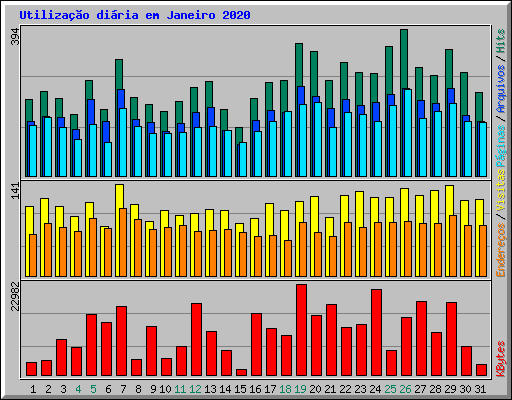 Utilização diária em Janeiro 2020
394
141
22982
Páginas / Arquivos / Hits
Endereços / Visitas
KBytes
1 2 3 4 5 6 7 8 9 10 11 12 13 14 15 16 17 18 19 20 21 22 23 24 25 26 27 28 29 30 31